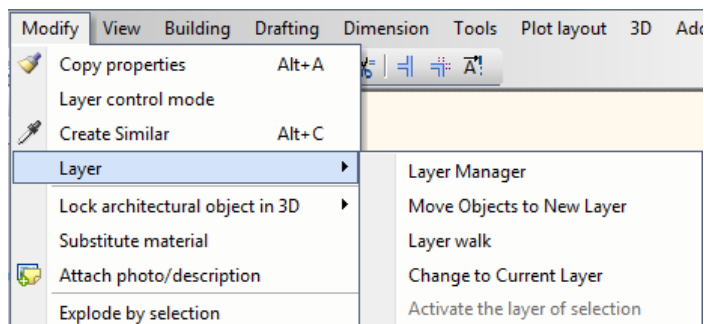 Modify View Building Drafting Dimension Tools Plot layout 3D
Copy properties Alt+A
Layer control mode
Create Similar Alt+C
Layer
Layer Manager
Lock architectural object in 3D
Move Objects to New Layer
Substitute material
Layer walk
Attach photo/description
Change to Current Layer
Explode by selection
Activate the layer of selection